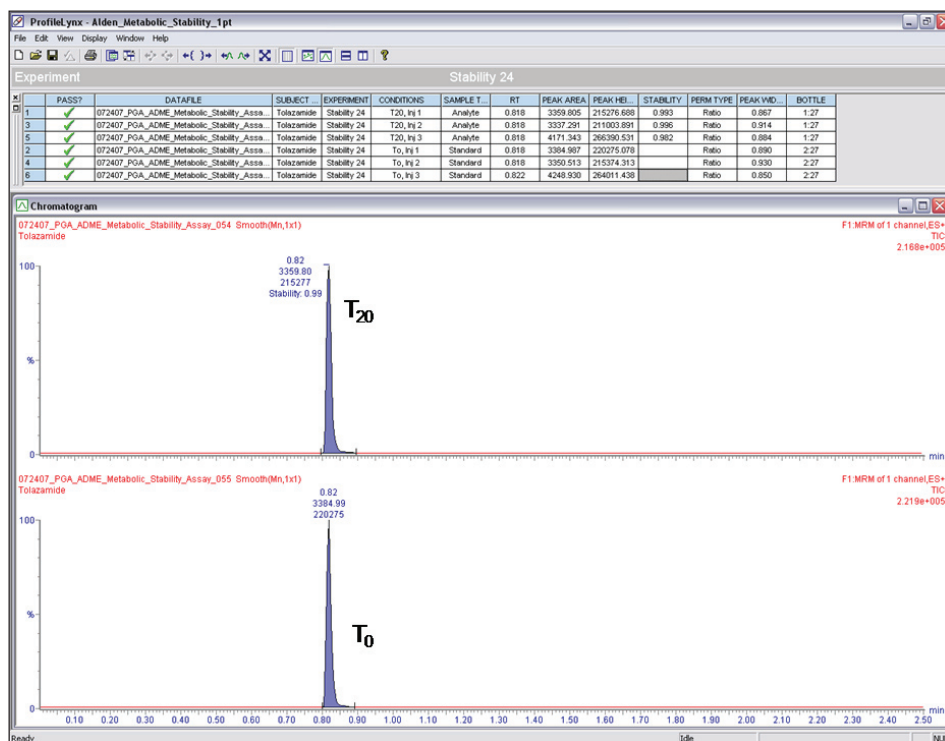 ProfileLynx - Alden_Metabolic_Stability_1pt
File Edit View Display Window Help
Experiment Stability 24
PASS? DATAFILE SUBJECT ... EXPERIMENT CONDITIONS SAMPLE T... RT PEAK AREA PEAK HEI... STABILITY PERM TYPE PEAK WID... BOTTLE
1 072407_PGA_ADME_Metabolic_Stability_Assa... Tolazamide Stability 24 T20, Inj 1 Analyte 0.818 3359.805 215276.688 0.993 Ratio 0.867 1:27
3 072407_PGA_ADME_Metabolic_Stability_Assa... Tolazamide Stability 24 T20, Inj 2 Analyte 0.818 3337.291 211003.891 0.996 Ratio 0.914 1:27
5 072407_PGA_ADME_Metabolic_Stability_Assa... Tolazamide Stability 24 T20, Inj 3 Analyte 0.818 4171.343 266390.531 0.982 Ratio 0.884 1:27
2 072407_PGA_ADME_Metabolic_Stability_Assa... Tolazamide Stability 24 To, Inj 1 Standard 0.818 3384.987 220275.078 Ratio 0.890 2:27
4 072407_PGA_ADME_Metabolic_Stability_Assa... Tolazamide Stability 24 To, Inj 2 Standard 0.818 3350.513 215374.313 Ratio 0.930 2:27
6 072407_PGA_ADME_Metabolic_Stability_Assa... Tolazamide Stability 24 To, Inj 3 Standard 0.822 4248.930 264011.438 Ratio 0.850 2:27
Chromatogram
072407_PGA_ADME_Metabolic_Stability_Assay_054 Smooth(Mn,1x1) F1:MRM of 1 channel,ES+
Tolazamide TIC
2.168e+005
0.82
3359.80
215277
Stability: 0.99
100
T20
%
0
min
072407_PGA_ADME_Metabolic_Stability_Assay_055 Smooth(Mn,1x1) F1:MRM of 1 channel,ES+
Tolazamide TIC
2.219e+005
0.82
3384.99
220275
100
%
T0
0
min
0.10 0.20 0.30 0.40 0.50 0.60 0.70 0.80 0.90 1.00 1.10 1.20 1.30 1.40 1.50 1.60 1.70 1.80 1.90 2.00 2.10 2.20 2.30 2.40 2.50
Ready Idle NU